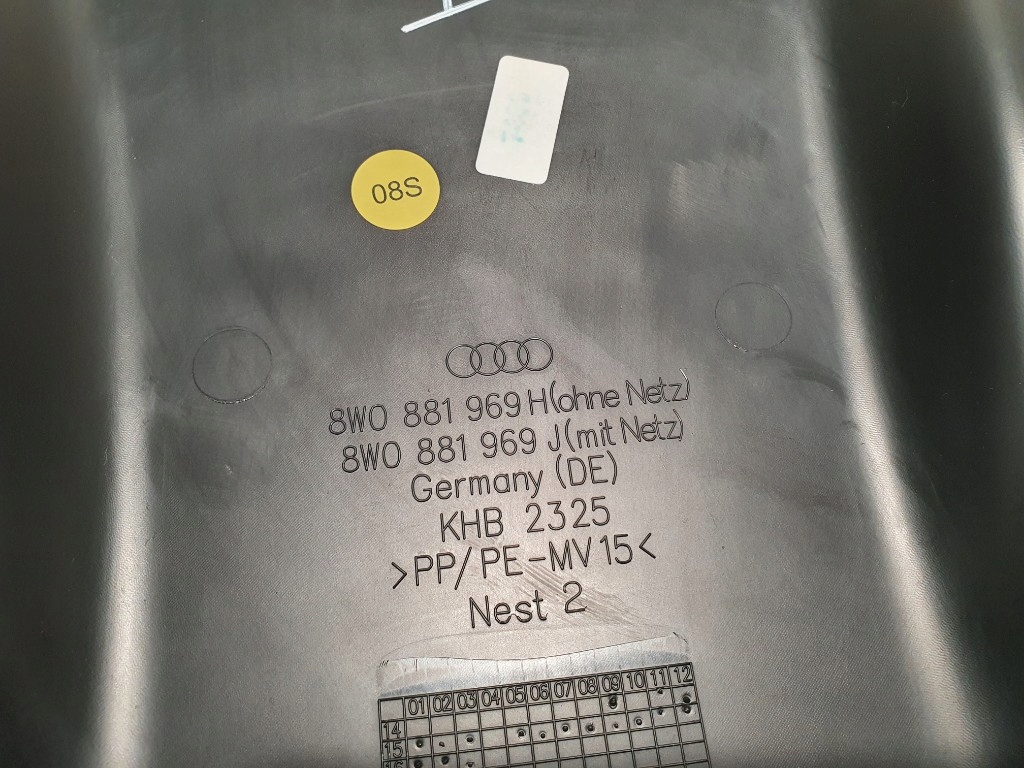 08S
8W0 881 969 H(ohne Netz)
8W0 881 969 J(mit Netz)
Germany (DE)
KHB 2325
>PP/PE-MV15<
Nest 2
01 02 03 04 05 06 07 08 09 10 11 12
14
15